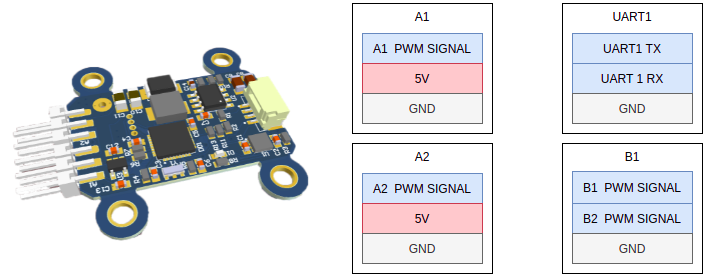 A1
A1 PWM SIGNAL
5V
GND
UART1
UART1 TX
UART 1 RX
GND
A2
A2 PWM SIGNAL
5V
GND
B1
B1 PWM SIGNAL
B2 PWM SIGNAL
GND